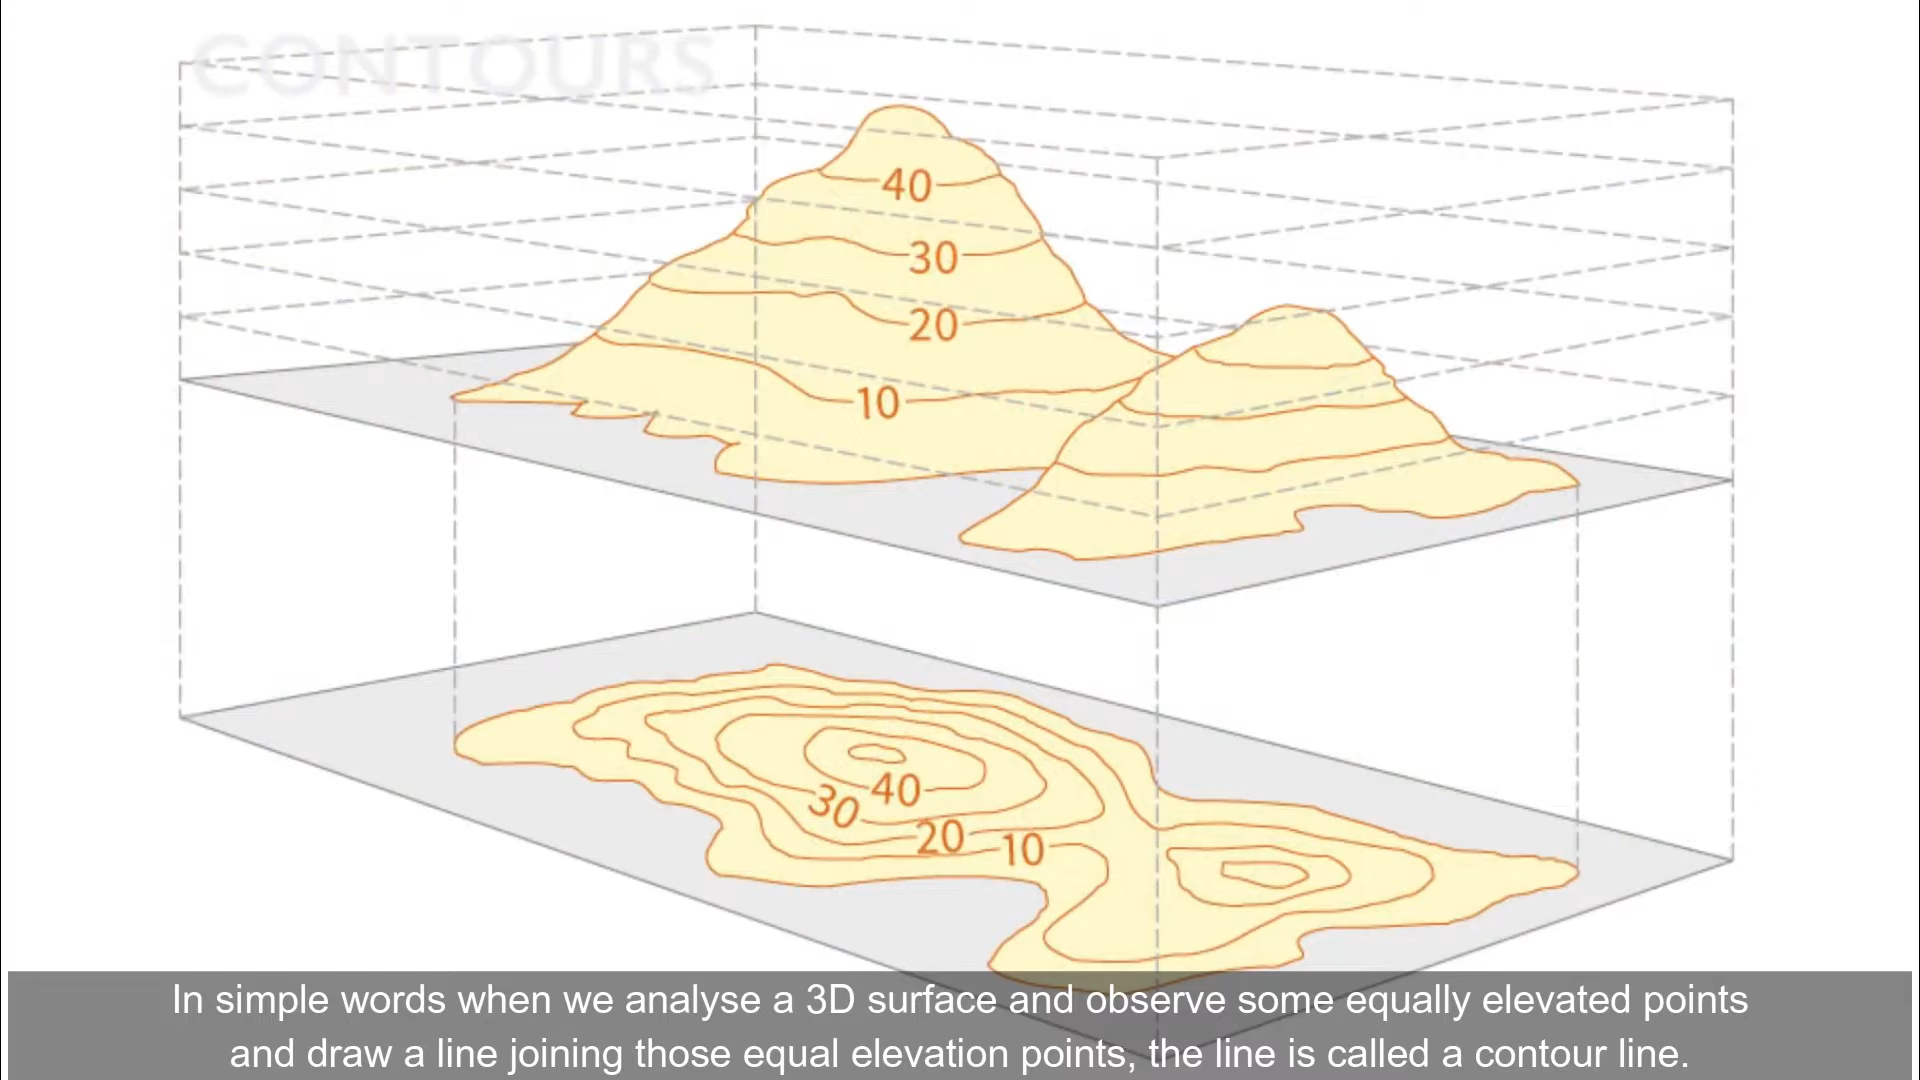 CONTOURS
40
30
20
10
40
30
20
10
In simple words when we analyse a 3D surface and observe some equally elevated points
and draw a line joining those equal elevation points, the line is called a contour line.